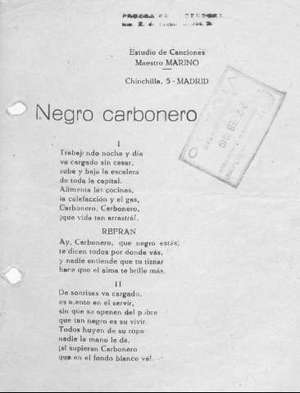 Estudio de Canciones
Maestro MARINO
Chinchilla, 5 - MADRID
Negro carbonero
I
Trabajando noche y día
va cargado sin cesar,
sube y baja la escalera
de toda la capital.
Alimenta las cocinas,
la calefacción y el gas,
Carbonero, Carbonero,
¡que vida tan arrastrá!.
REFRAN
Ay, Carbonero, que negro estás,
te dicen todos por donde vás,
y nadie entiende que tu tiznar
hace que el alma te brille más.
II
De sonrisas va cargado,
es atento en el servir,
sin que se apenen del pobre
que tan negro es su vivir.
Todos huyen de su ropa
nadie la mano le da,
¡si supieran Carbonero
que en el fondo blanco vá!.